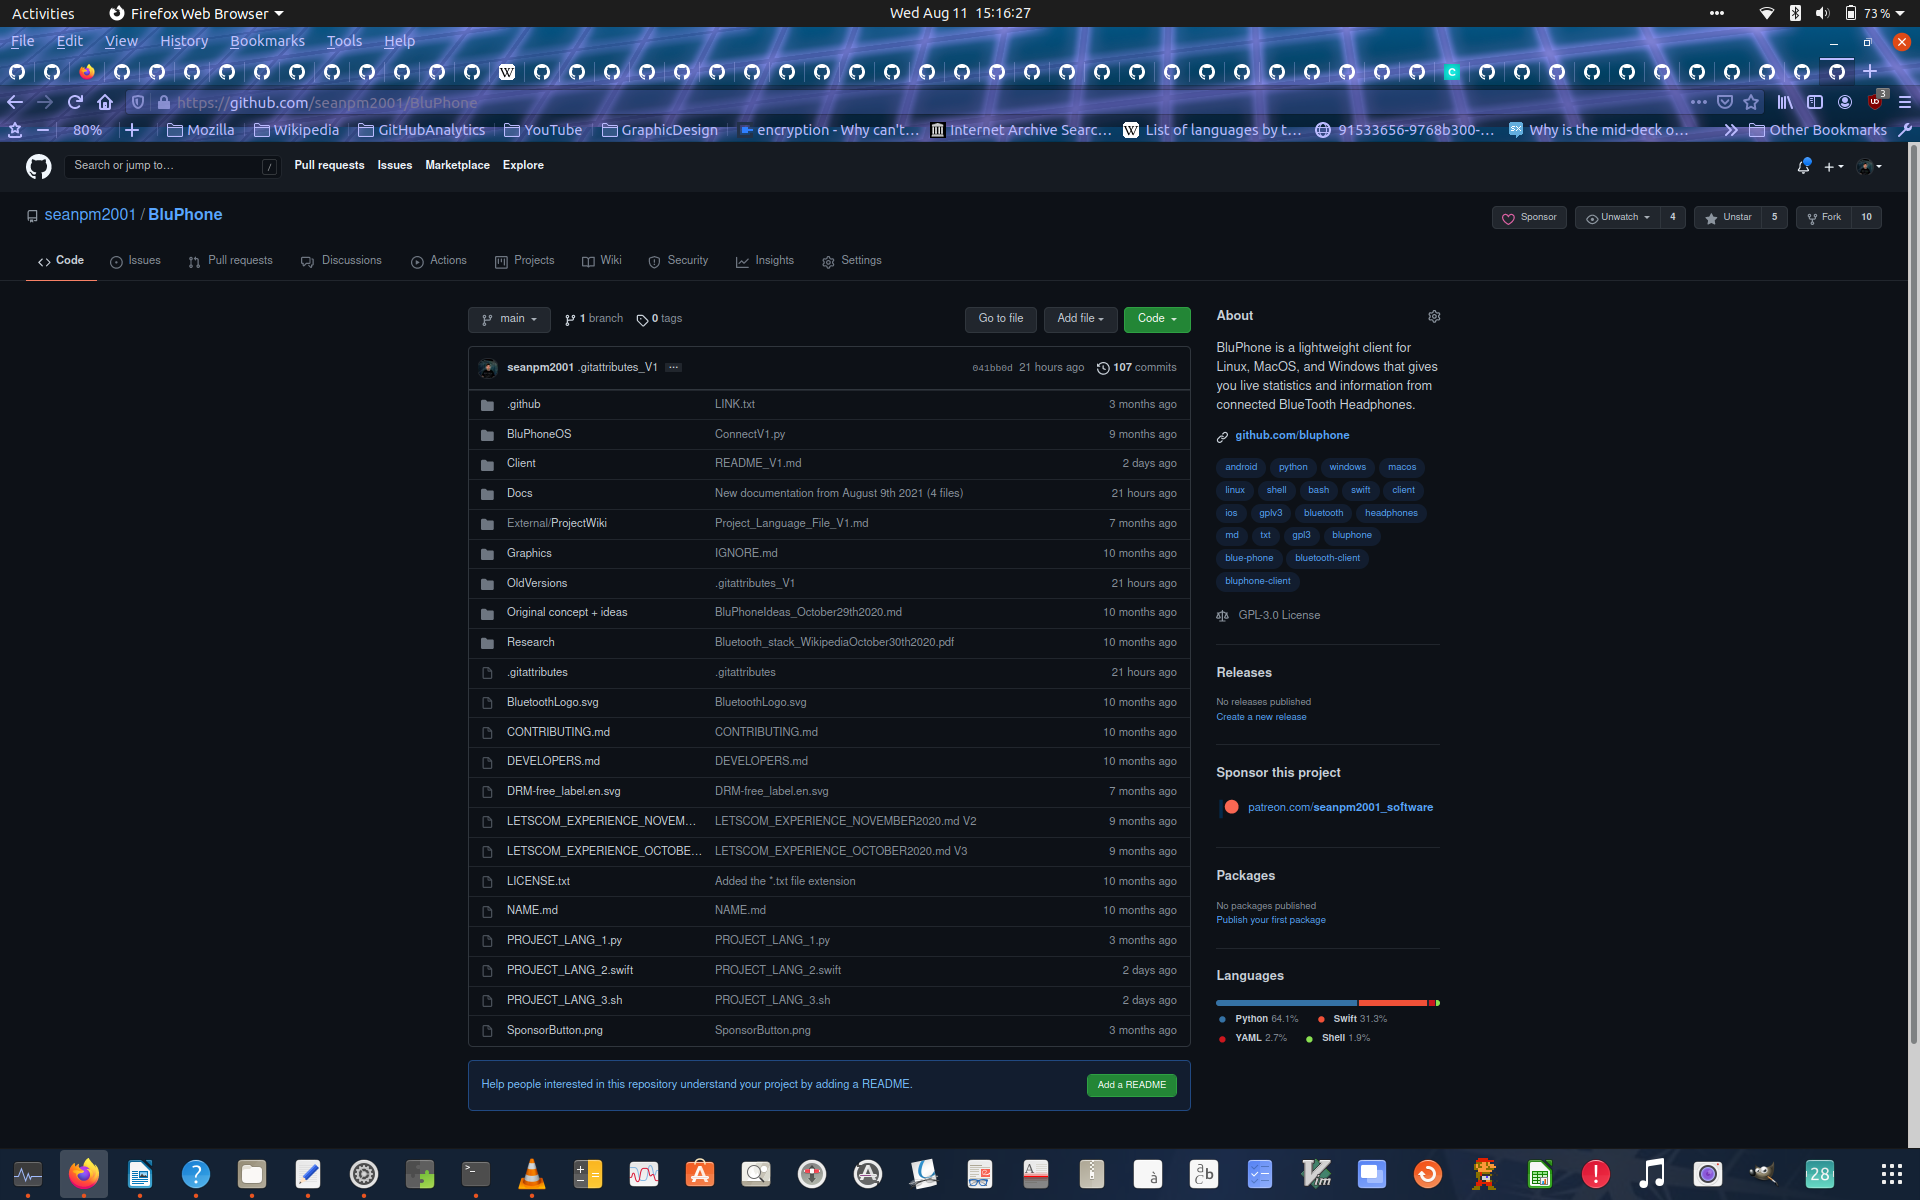 Activities Firefox Web Browser Wed Aug 11 15:16:27 73 %
File Edit View History Bookmarks Tools Help
https://github.com/seanpm2001/BluPhone
80% Mozilla Wikipedia GitHubAnalytics YouTube GraphicDesign encryption - Why can't… Internet Archive Searc… List of languages by t… 91533656-9768b300-… Why is the mid-deck o… Other Bookmarks
Search or jump to… / Pull requests Issues Marketplace Explore
seanpm2001 / BluPhone
Sponsor Unwatch 4 Unstar 5 Fork 10
Code Issues Pull requests Discussions Actions Projects Wiki Security Insights Settings
main 1 branch 0 tags Go to file Add file Code
seanpm2001 .gitattributes_V1 ... 041bb0d 21 hours ago 107 commits
.github LINK.txt 3 months ago
BluPhoneOS ConnectV1.py 9 months ago
Client README_V1.md 2 days ago
Docs New documentation from August 9th 2021 (4 files) 21 hours ago
External/ProjectWiki Project_Language_File_V1.md 7 months ago
Graphics IGNORE.md 10 months ago
OldVersions .gitattributes_V1 21 hours ago
Original concept + ideas BluPhoneIdeas_October29th2020.md 10 months ago
Research Bluetooth_stack_WikipediaOctober30th2020.pdf 10 months ago
.gitattributes .gitattributes 21 hours ago
BluetoothLogo.svg BluetoothLogo.svg 10 months ago
CONTRIBUTING.md CONTRIBUTING.md 10 months ago
DEVELOPERS.md DEVELOPERS.md 10 months ago
DRM-free_label.en.svg DRM-free_label.en.svg 7 months ago
LETSCOM_EXPERIENCE_NOVEM… LETSCOM_EXPERIENCE_NOVEMBER2020.md V2 9 months ago
LETSCOM_EXPERIENCE_OCTOBE… LETSCOM_EXPERIENCE_OCTOBER2020.md V3 9 months ago
LICENSE.txt Added the *.txt file extension 10 months ago
NAME.md NAME.md 10 months ago
PROJECT_LANG_1.py PROJECT_LANG_1.py 3 months ago
PROJECT_LANG_2.swift PROJECT_LANG_2.swift 2 days ago
PROJECT_LANG_3.sh PROJECT_LANG_3.sh 2 days ago
SponsorButton.png SponsorButton.png 3 months ago
Help people interested in this repository understand your project by adding a README. Add a README
About
BluPhone is a lightweight client for
Linux, MacOS, and Windows that gives
you live statistics and information from
connected BlueTooth Headphones.
github.com/bluphone
android python windows macos
linux shell bash swift client
ios gplv3 bluetooth headphones
md txt gpl3 bluphone
blue-phone bluetooth-client
bluphone-client
GPL-3.0 License
Releases
No releases published
Create a new release
Sponsor this project
patreon.com/seanpm2001_software
Packages
No packages published
Publish your first package
Languages
Python 64.1% Swift 31.3%
YAML 2.7% Shell 1.9%
28